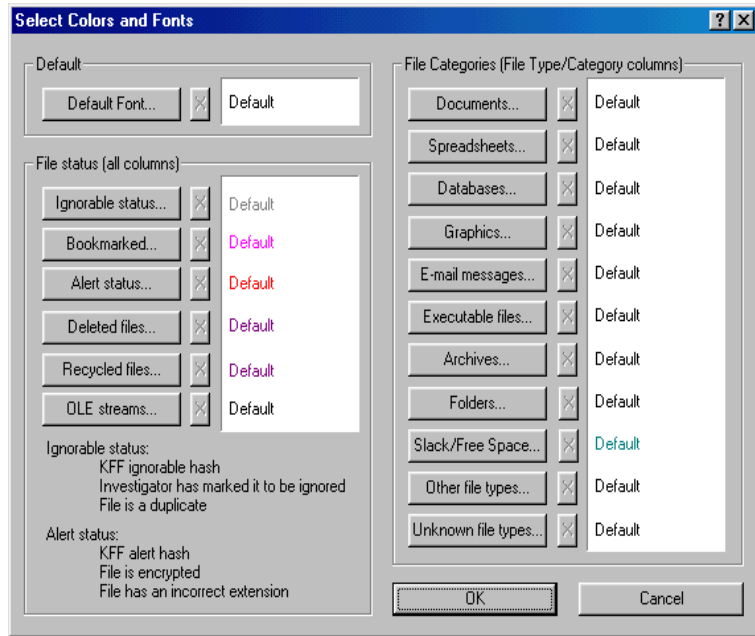 Select Colors and Fonts
Default
Default Font... Default
File status (all columns)
Ignorable status... Default
Bookmarked... Default
Alert status... Default
Deleted files... Default
Recycled files... Default
OLE streams... Default
Ignorable status:
KFF ignorable hash
Investigator has marked it to be ignored
File is a duplicate
Alert status:
KFF alert hash
File is encrypted
File has an incorrect extension
File Categories (File Type/Category columns)
Documents... Default
Spreadsheets... Default
Databases... Default
Graphics... Default
E-mail messages... Default
Executable files... Default
Archives... Default
Folders... Default
Slack/Free Space... Default
Other file types... Default
Unknown file types... Default
OK
Cancel